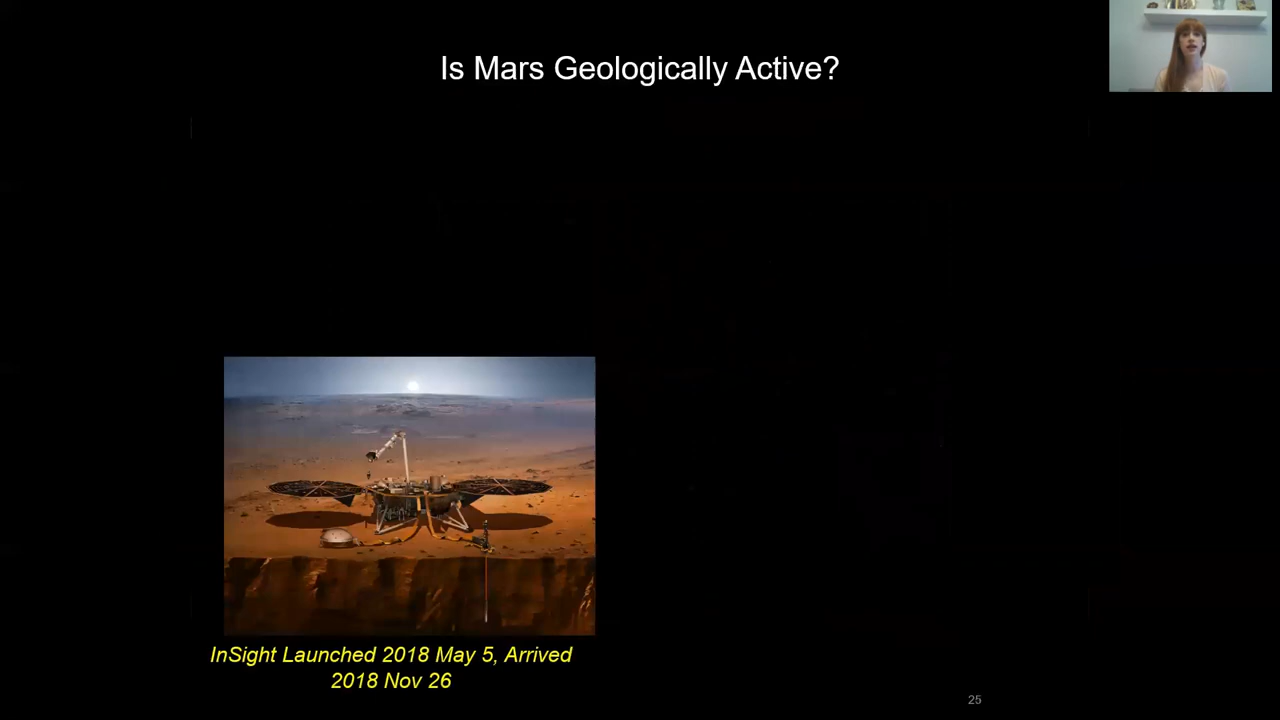 Is Mars Geologically Active?
InSight Launched 2018 May 5, Arrived
2018 Nov 26
25